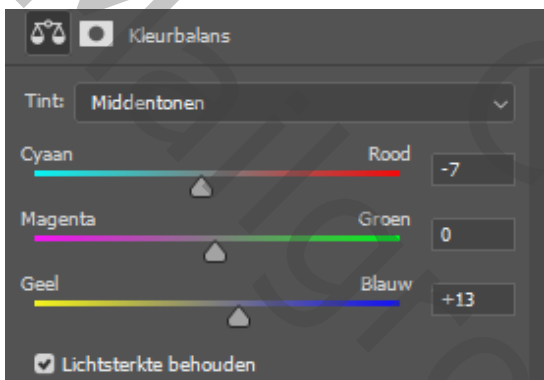 Kleurbalans
Tint: Middentonen
Cyaan Rood -7
Magenta Groen 0
Geel Blauw +13
Lichtsterkte behouden